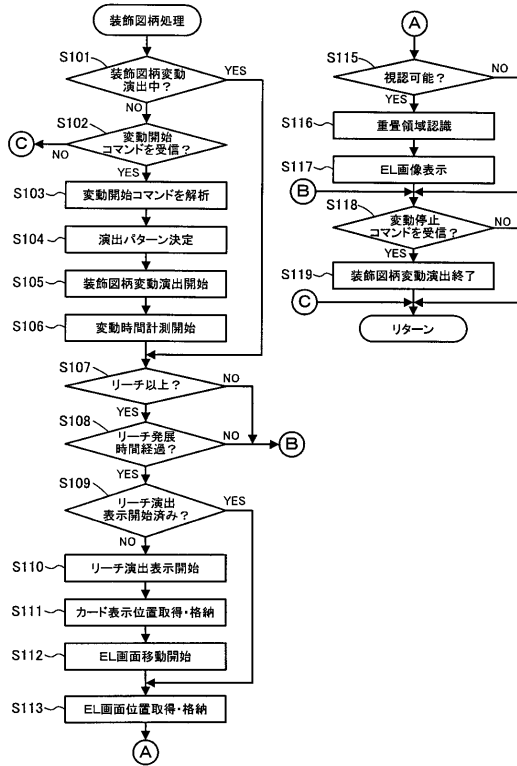 装飾図柄処理
S101
装飾図柄変動
演出中？
YES
NO
S102
変動開始
コマンドを受信？
C
NO
YES
S103
変動開始コマンドを解析
S104
演出パターン決定
S105
装飾図柄変動演出開始
S106
変動時間計測開始
S107
リーチ以上？
NO
YES
S108
リーチ発展
時間経過？
NO
B
YES
S109
リーチ演出
表示開始済み？
YES
NO
S110
リーチ演出表示開始
S111
カード表示位置取得・格納
S112
EL画面移動開始
S113
EL画面位置取得・格納
A
A
S115
視認可能？
NO
YES
S116
重畳領域認識
S117
EL画像表示
B
S118
変動停止
コマンドを受信？
NO
YES
S119
装飾図柄変動演出終了
C
リターン